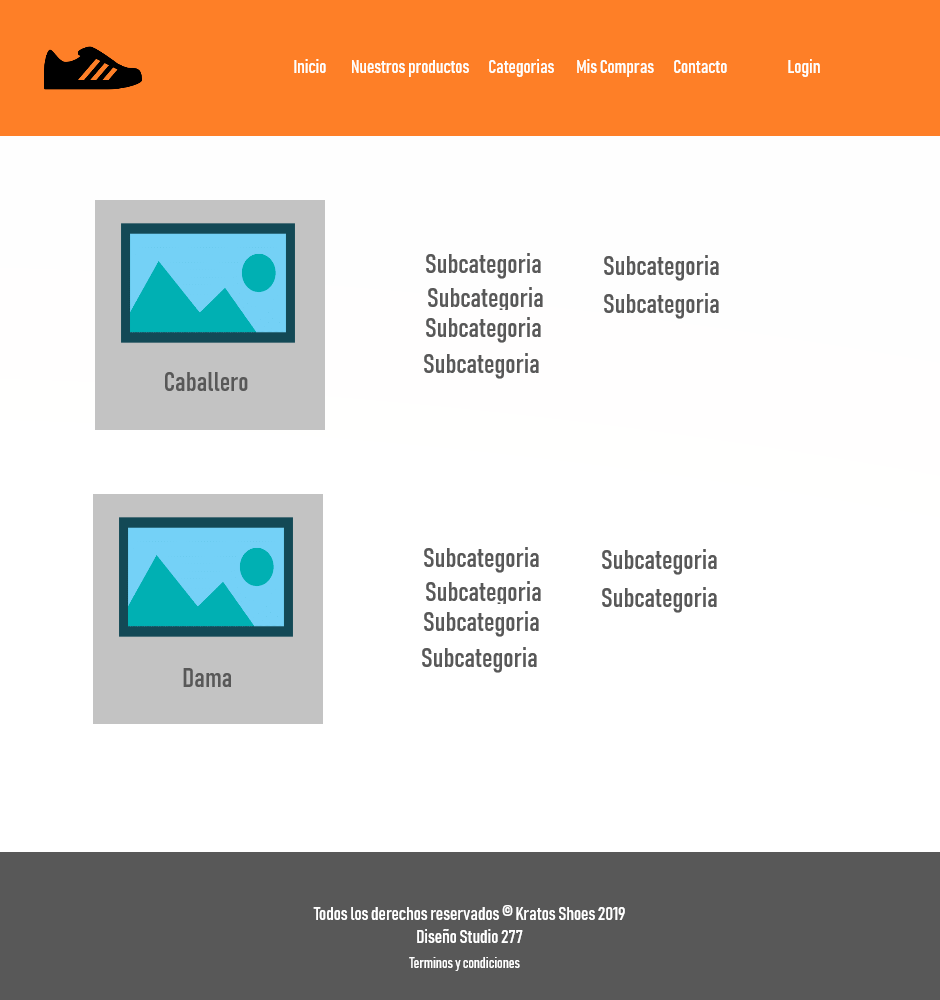 Inicio Nuestros productos Categorias Mis Compras Contacto Login
Subcategoria Subcategoria
Subcategoria Subcategoria
Subcategoria
Subcategoria
Caballero
Subcategoria Subcategoria
Subcategoria Subcategoria
Subcategoria
Subcategoria
Dama
Todos los derechos reservados © Kratos Shoes 2019
Diseño Studio 277
Terminos y condiciones